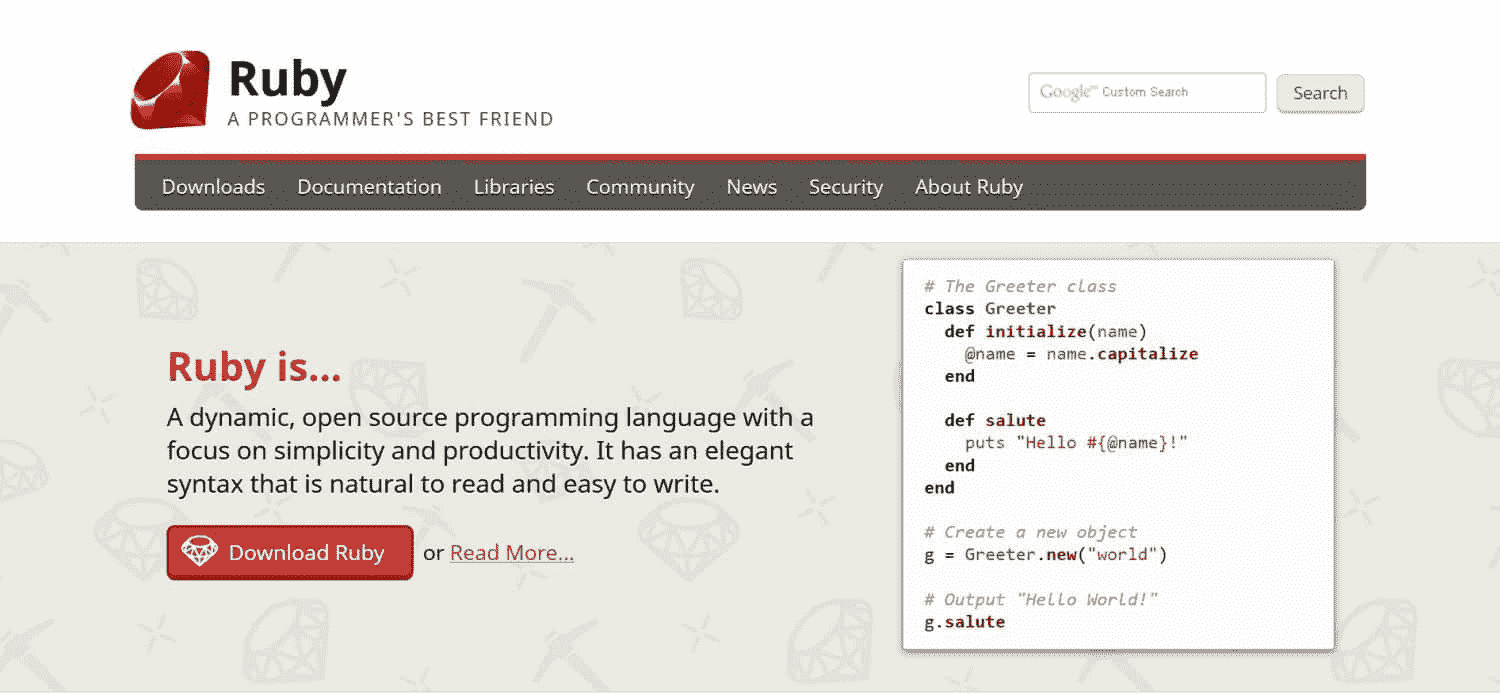 Ruby
A PROGRAMMER'S BEST FRIEND
Google™ Custom Search
Search
Downloads Documentation Libraries Community News Security About Ruby
Ruby is...
A dynamic, open source programming language with a
focus on simplicity and productivity. It has an elegant
syntax that is natural to read and easy to write.
Download Ruby or Read More...
# The Greeter class
class Greeter
  def initialize(name)
    @name = name.capitalize
  end

  def salute
    puts "Hello #{@name}!"
  end
end

# Create a new object
g = Greeter.new("world")

# Output "Hello World!"
g.salute